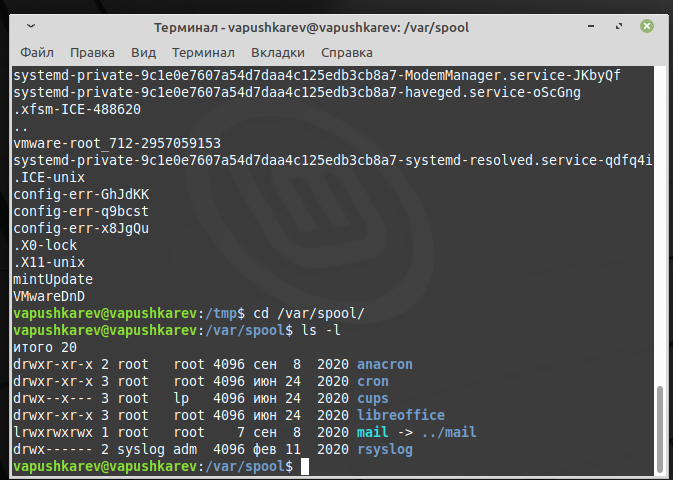 Терминал - vapushkarev@vapushkarev: /var/spool
Файл Правка Вид Терминал Вкладки Справка
systemd-private-9c1e0e7607a54d7daa4c125edb3cb8a7-ModemManager.service-JKbyQf
systemd-private-9c1e0e7607a54d7daa4c125edb3cb8a7-haveged.service-oScGng
.xfsm-ICE-488620
..
vmware-root_712-2957059153
systemd-private-9c1e0e7607a54d7daa4c125edb3cb8a7-systemd-resolved.service-qdfq4i
.ICE-unix
config-err-GhJdKK
config-err-q9bcst
config-err-x8JgQu
.X0-lock
.X11-unix
mintUpdate
VMwareDnD
vapushkarev@vapushkarev:/tmp$ cd /var/spool/
vapushkarev@vapushkarev:/var/spool$ ls -l
итого 20
drwxr-xr-x 2 root   root 4096 сен  8  2020 anacron
drwxr-xr-x 3 root   root 4096 июн 24  2020 cron
drwx--x--- 3 root   lp   4096 июн 24  2020 cups
drwxr-xr-x 3 root   root 4096 июн 24  2020 libreoffice
lrwxrwxrwx 1 root   root    7 сен  8  2020 mail -> ../mail
drwx------ 2 syslog adm  4096 фев 11  2020 rsyslog
vapushkarev@vapushkarev:/var/spool$